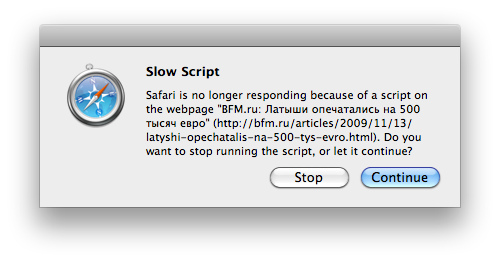 Slow Script
Safari is no longer responding because of a script on
the webpage "BFM.ru: Латыши опечатались на 500
тысяч евро" (http://bfm.ru/articles/2009/11/13/
latyshi-opechatalis-na-500-tys-evro.html). Do you
want to stop running the script, or let it continue?
Stop
Continue